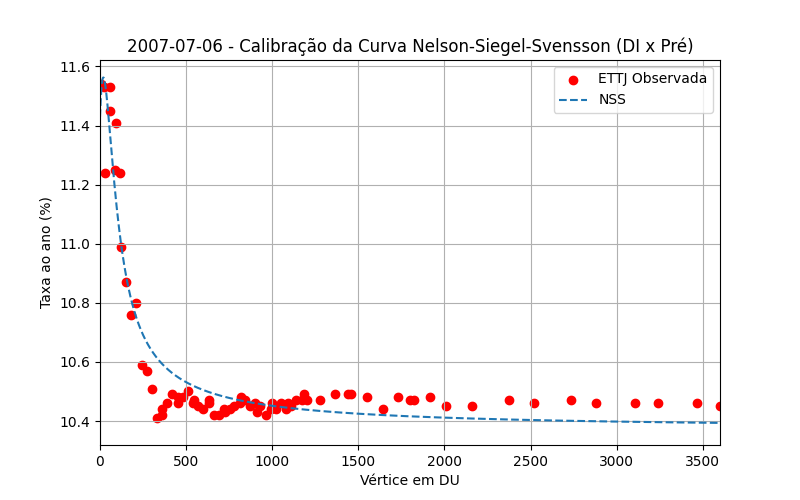 2007-07-06 - Calibração da Curva Nelson-Siegel-Svensson (DI x Pré)
ETTJ Observada
NSS
Taxa ao ano (%)
11.6
11.4
11.2
11.0
10.8
10.6
10.4
0 500 1000 1500 2000 2500 3000 3500
Vértice em DU